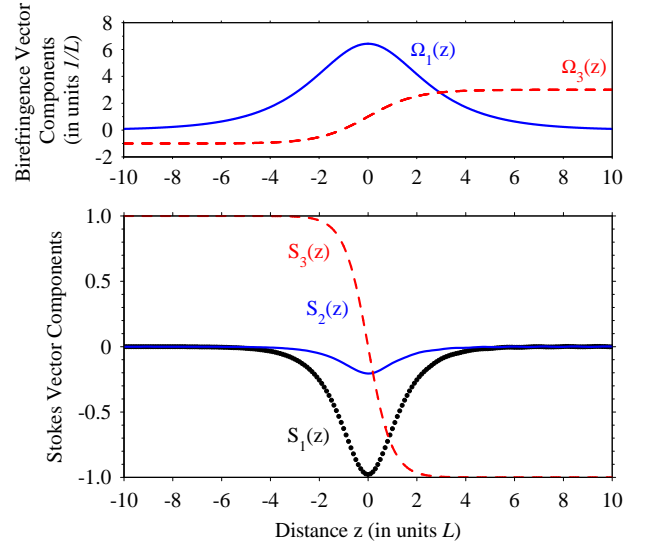 Birefringence Vector
Components
(in units 1/L)
8
6
4
2
0
-2
Ω₁(z)
Ω₃(z)
-10 -8 -6 -4 -2 0 2 4 6 8 10
Stokes Vector Components
1.0
0.5
0
-0.5
-1.0
S₃(z)
S₂(z)
S₁(z)
-10 -8 -6 -4 -2 0 2 4 6 8 10
Distance z (in units L)